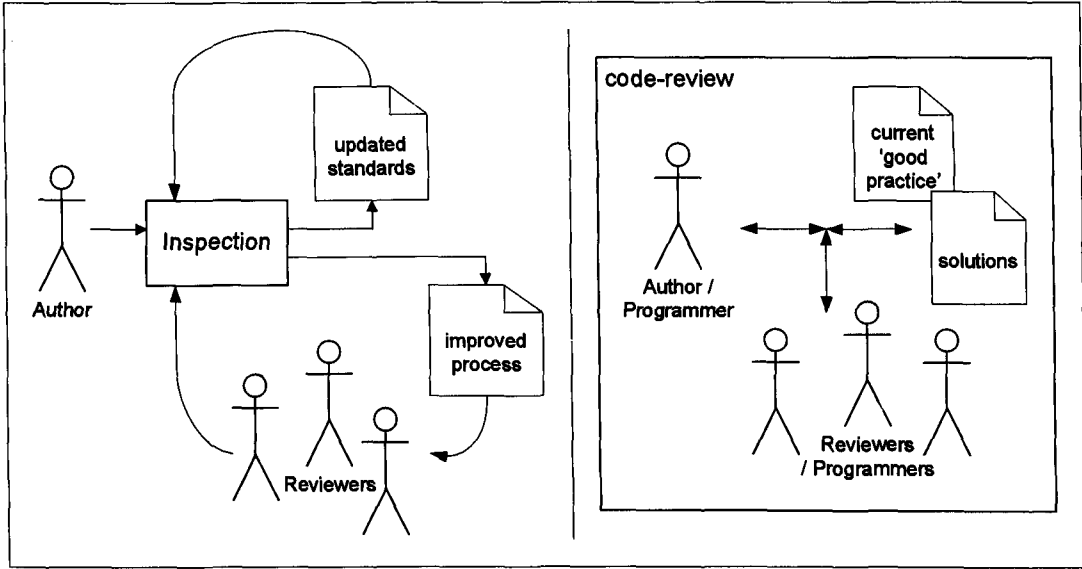 updated
standards
Inspection
Author
improved
process
Reviewers
code-review
current
'good
practice'
solutions
Author /
Programmer
Reviewers
/ Programmers